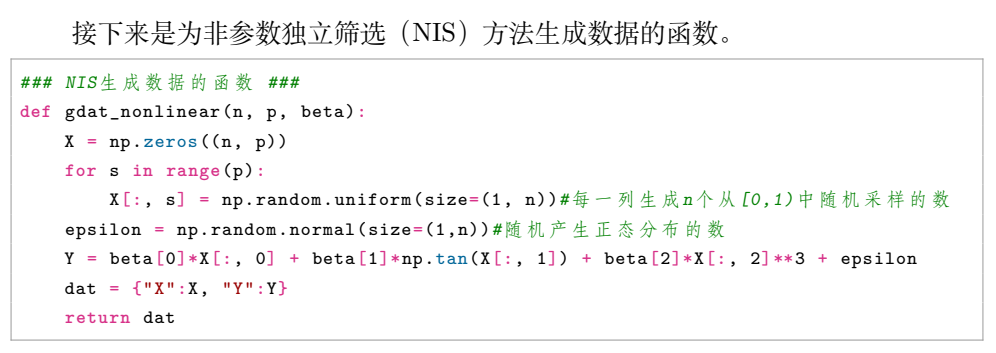 接下来是为非参数独立筛选（NIS）方法生成数据的函数。
### NIS生成数据的函数 ###
def gdat_nonlinear(n, p, beta):
    X = np.zeros((n, p))
    for s in range(p):
        X[:, s] = np.random.uniform(size=(1, n))#每一列生成n个从[0,1)中随机采样的数
    epsilon = np.random.normal(size=(1,n))#随机产生正态分布的数
    Y = beta[0]*X[:, 0] + beta[1]*np.tan(X[:, 1]) + beta[2]*X[:, 2]**3 + epsilon
    dat = {"X":X, "Y":Y}
    return dat